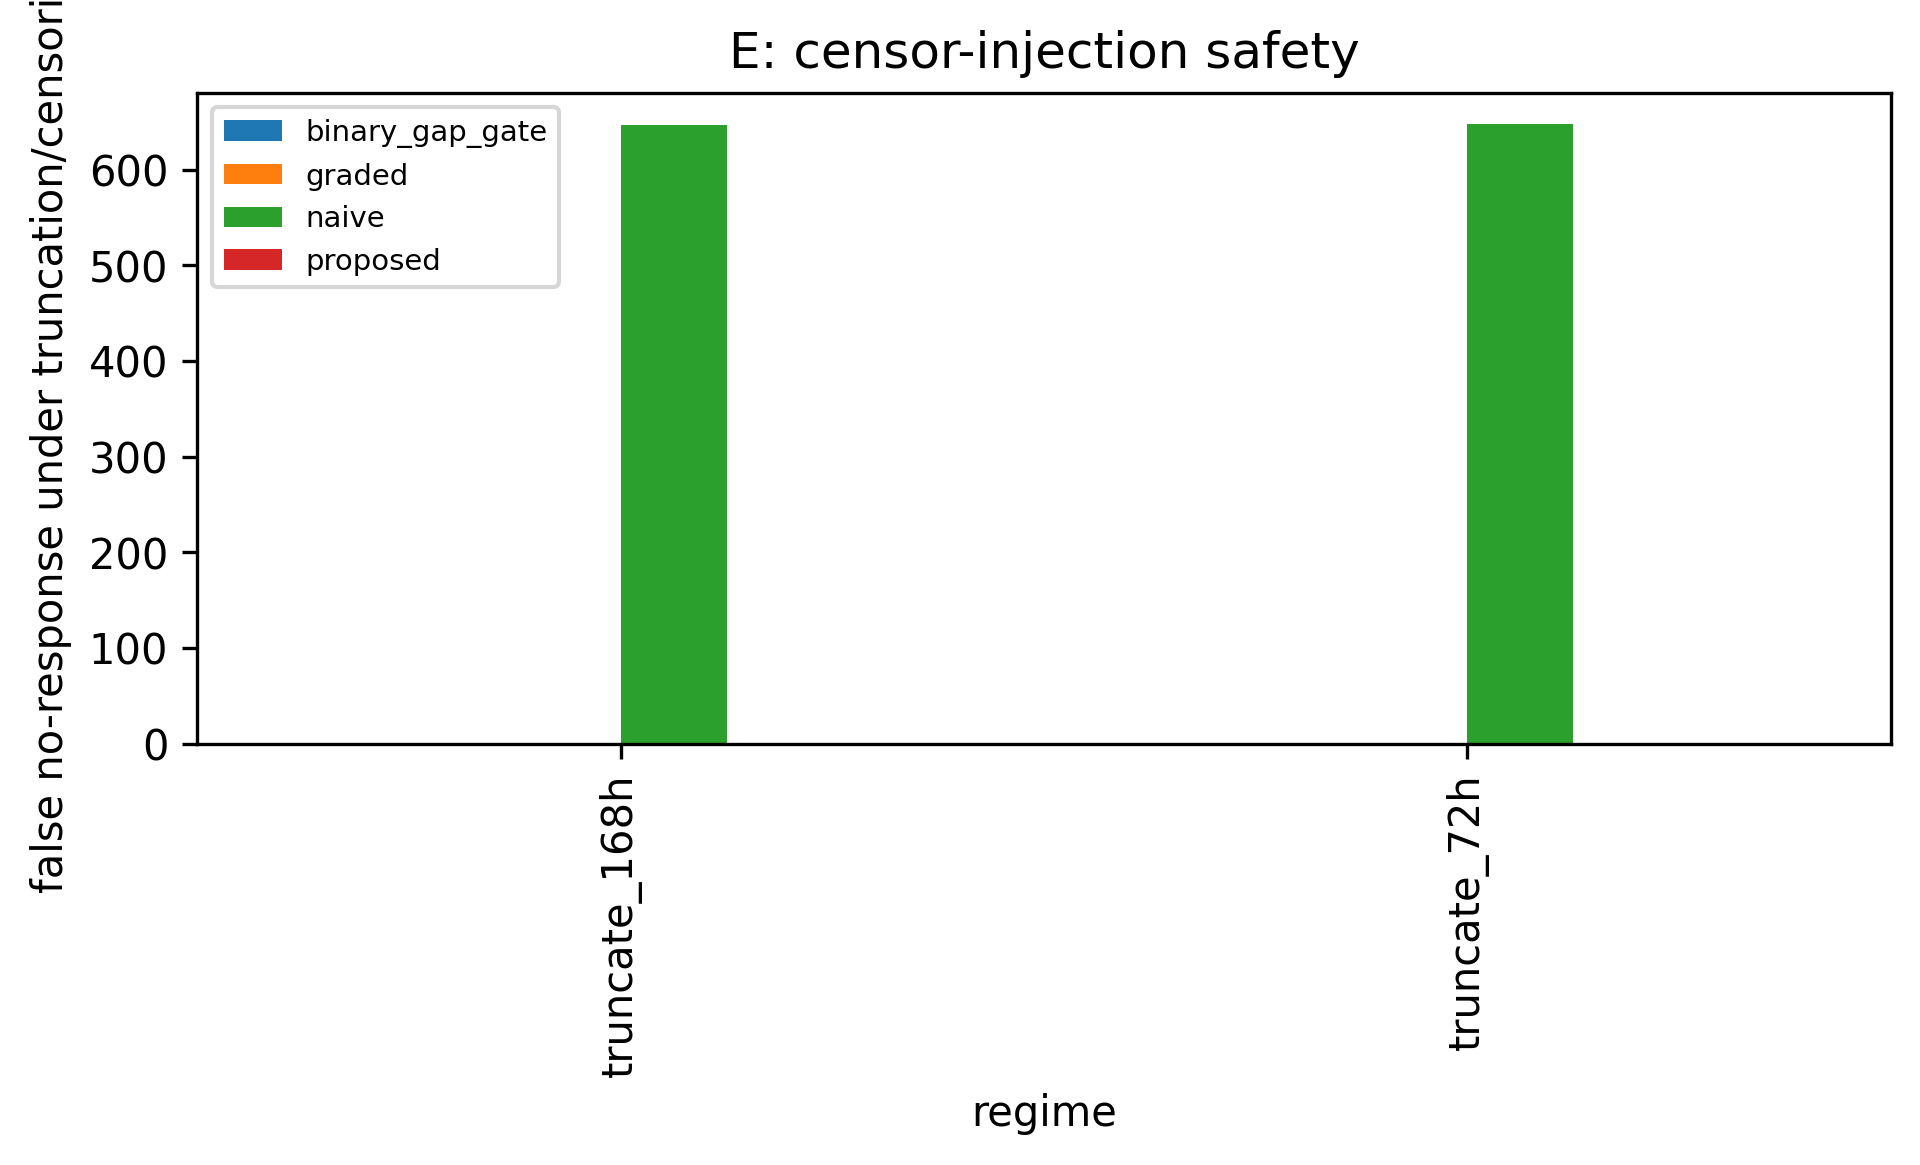 E: censor-injection safety
binary_gap_gate
graded
naive
proposed
false no-response under truncation/censori
600
500
400
300
200
100
0
truncate_168h
truncate_72h
regime